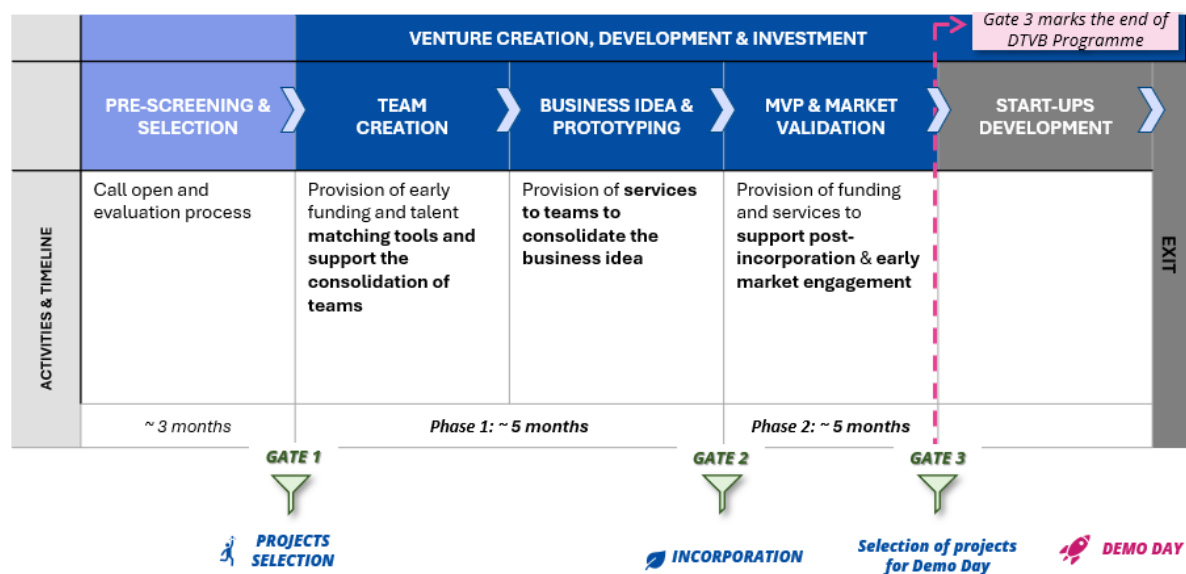 Gate 3 marks the end of
DTVB Programme
VENTURE CREATION, DEVELOPMENT & INVESTMENT
PRE-SCREENING &
SELECTION
TEAM
CREATION
BUSINESS IDEA &
PROTOTYPING
MVP & MARKET
VALIDATION
START-UPS
DEVELOPMENT
ACTIVITIES & TIMELINE
Call open and
evaluation process
Provision of early
funding and talent
matching tools and
support the
consolidation of
teams
Provision of services
to teams to
consolidate the
business idea
Provision of funding
and services to
support post-
incorporation & early
market engagement
EXIT
~ 3 months
Phase 1: ~ 5 months
Phase 2: ~ 5 months
GATE 1
GATE 2
GATE 3
PROJECTS
SELECTION
INCORPORATION
Selection of projects
for Demo Day
DEMO DAY